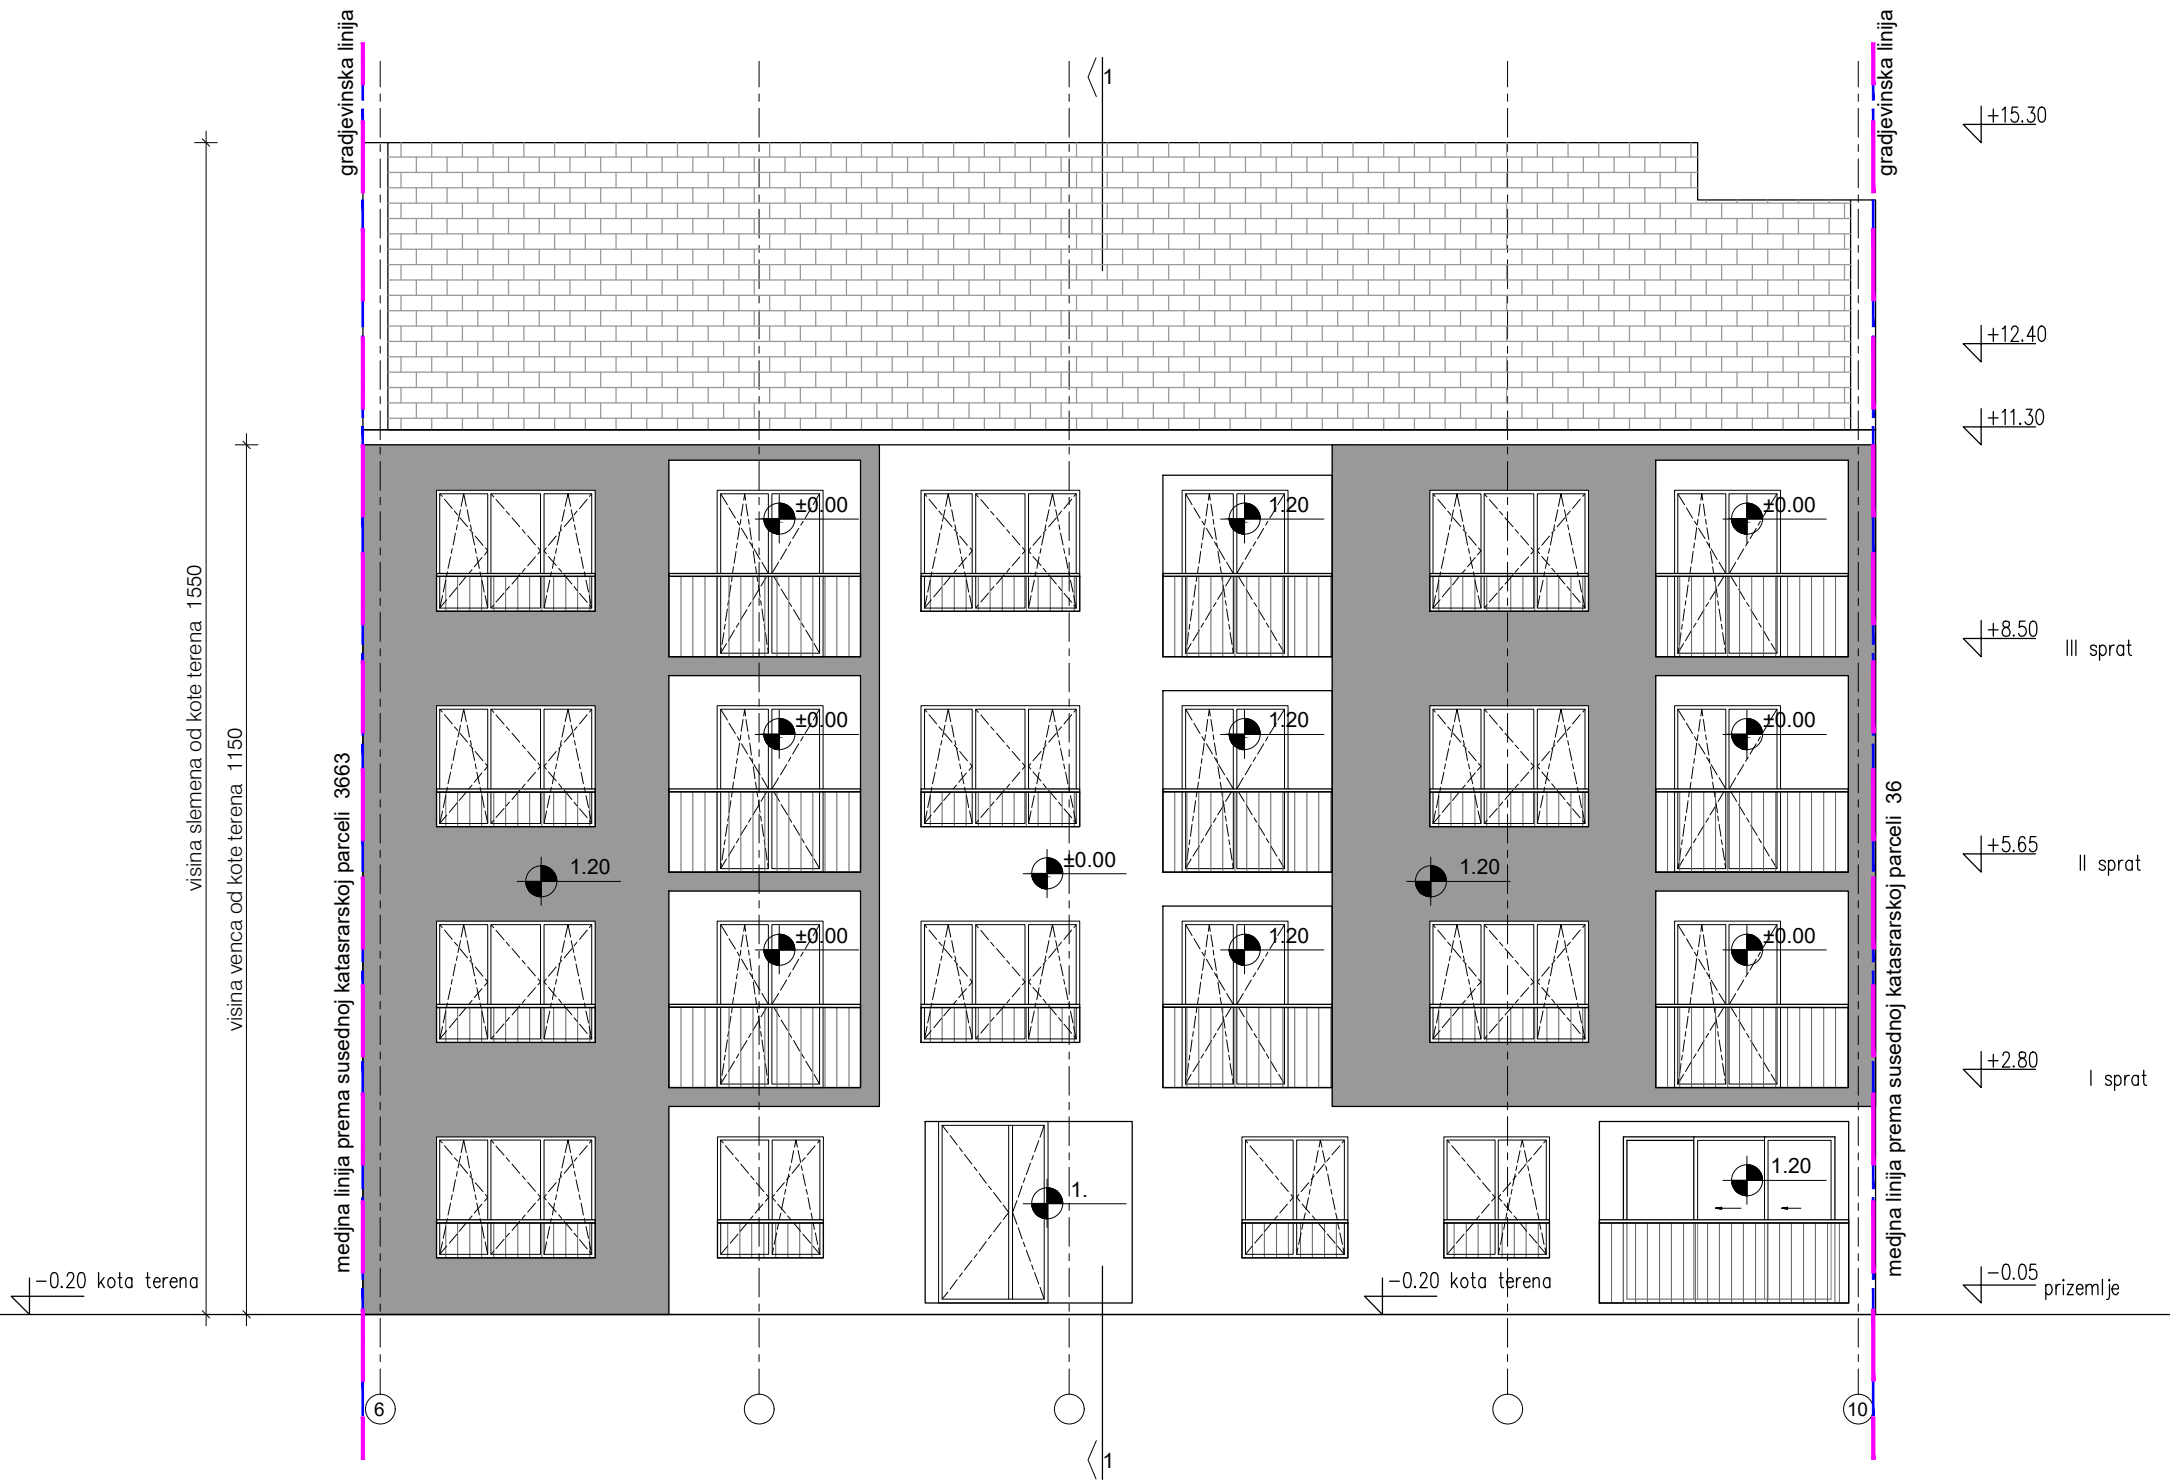 gradjevinska linija
gradjevinska linija
1
+15.30
+12.40
+11.30
±0.00
1.20
±0.00
+8.50
III sprat
visina slemena od kote terena 1550
visina venca od kote terena 1150
±0.00
1.20
±0.00
medjna linija prema susednoj katasrarskoj parceli 3663
medjna linija prema susednoj katasrarskoj parceli 36
1.20
±0.00
1.20
+5.65
II sprat
±0.00
1.20
±0.00
+2.80
I sprat
1.
1.20
-0.20 kota terena
-0.20 kota terena
-0.05
prizemlje
6
10
1